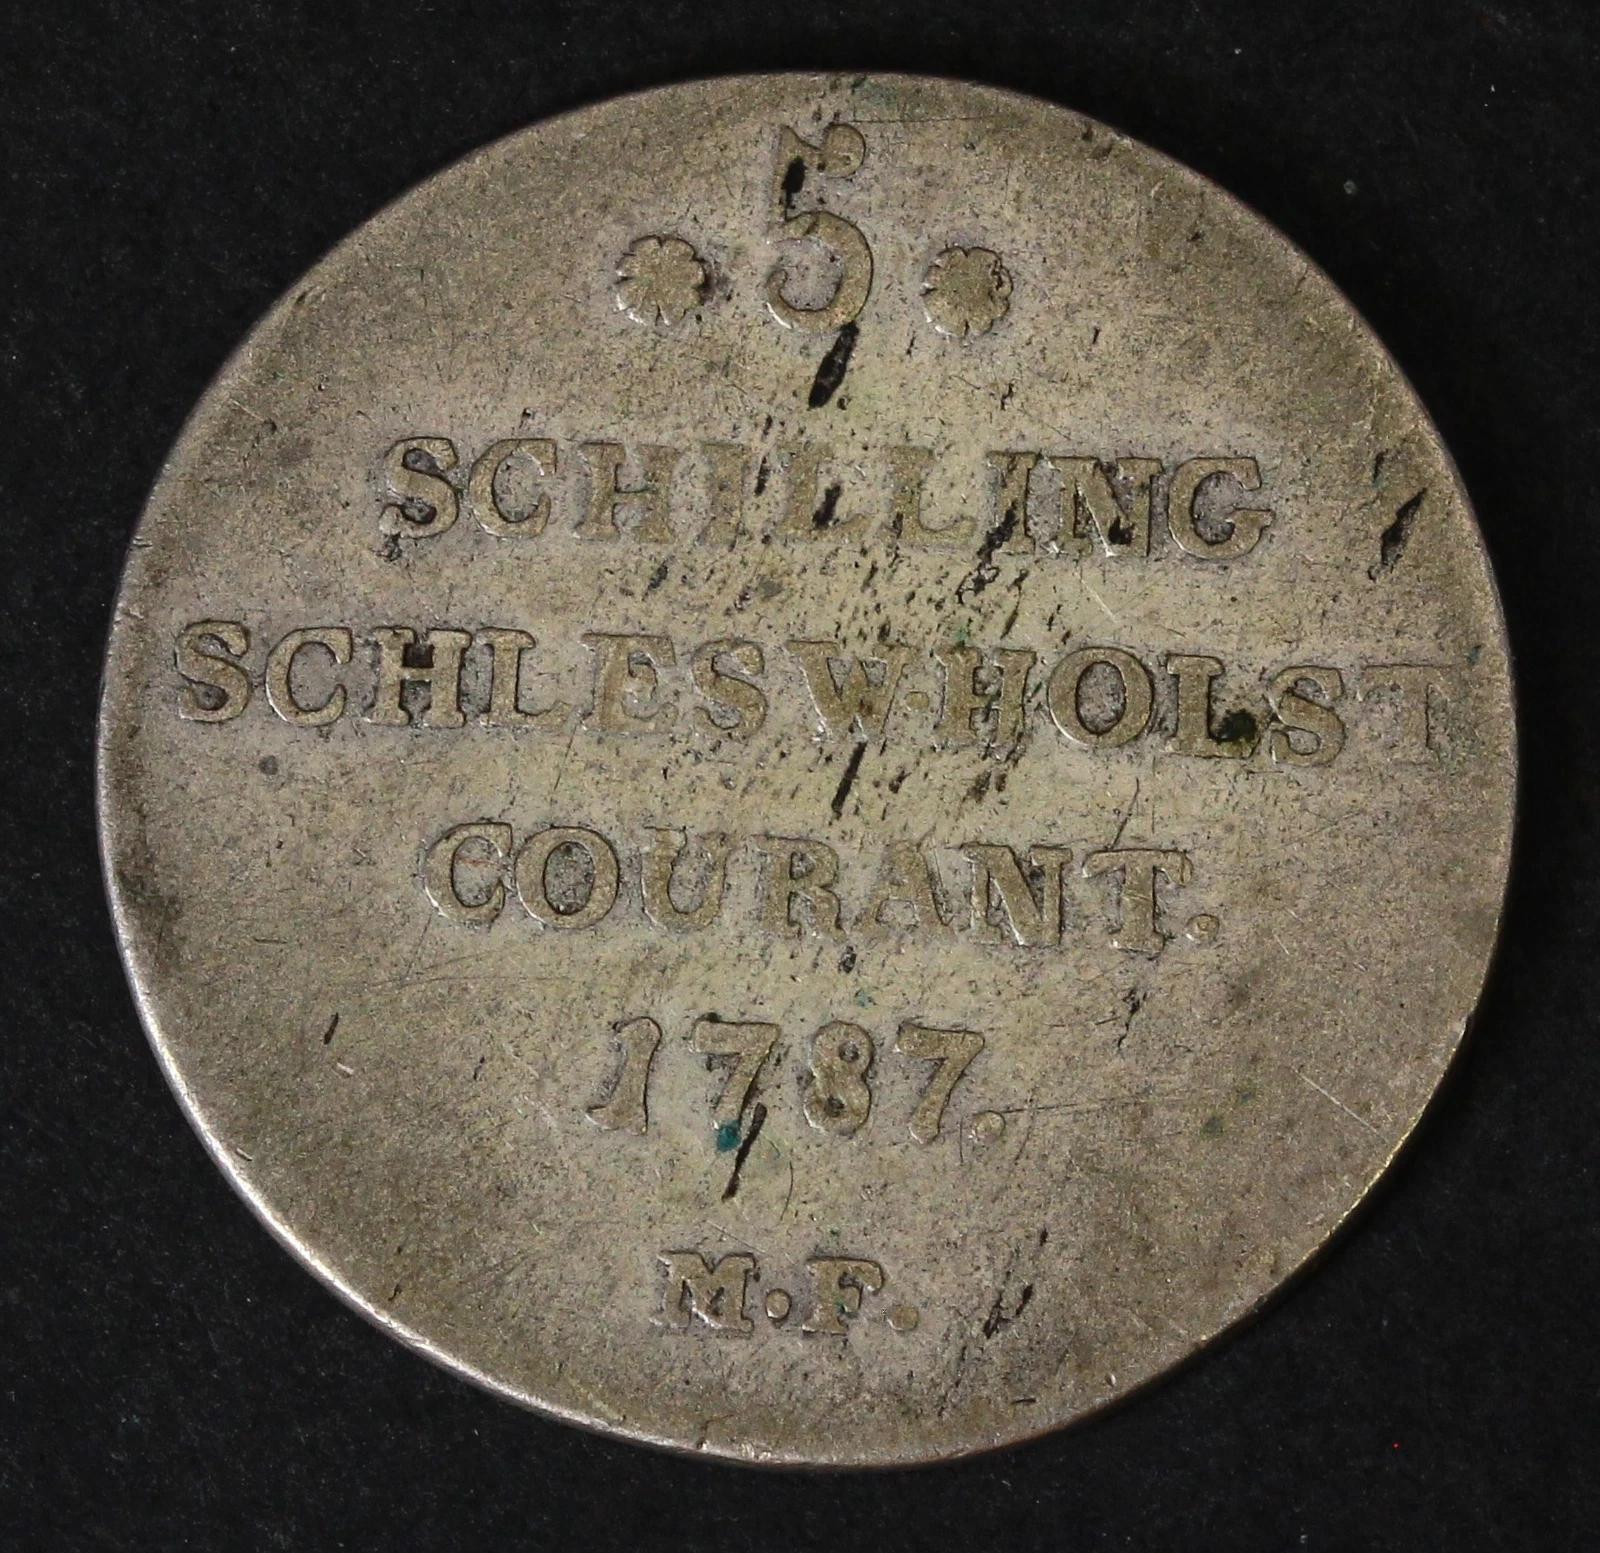 5
SCHILLING
SCHLESW·HOLST
COURANT.
1787.
M·F·